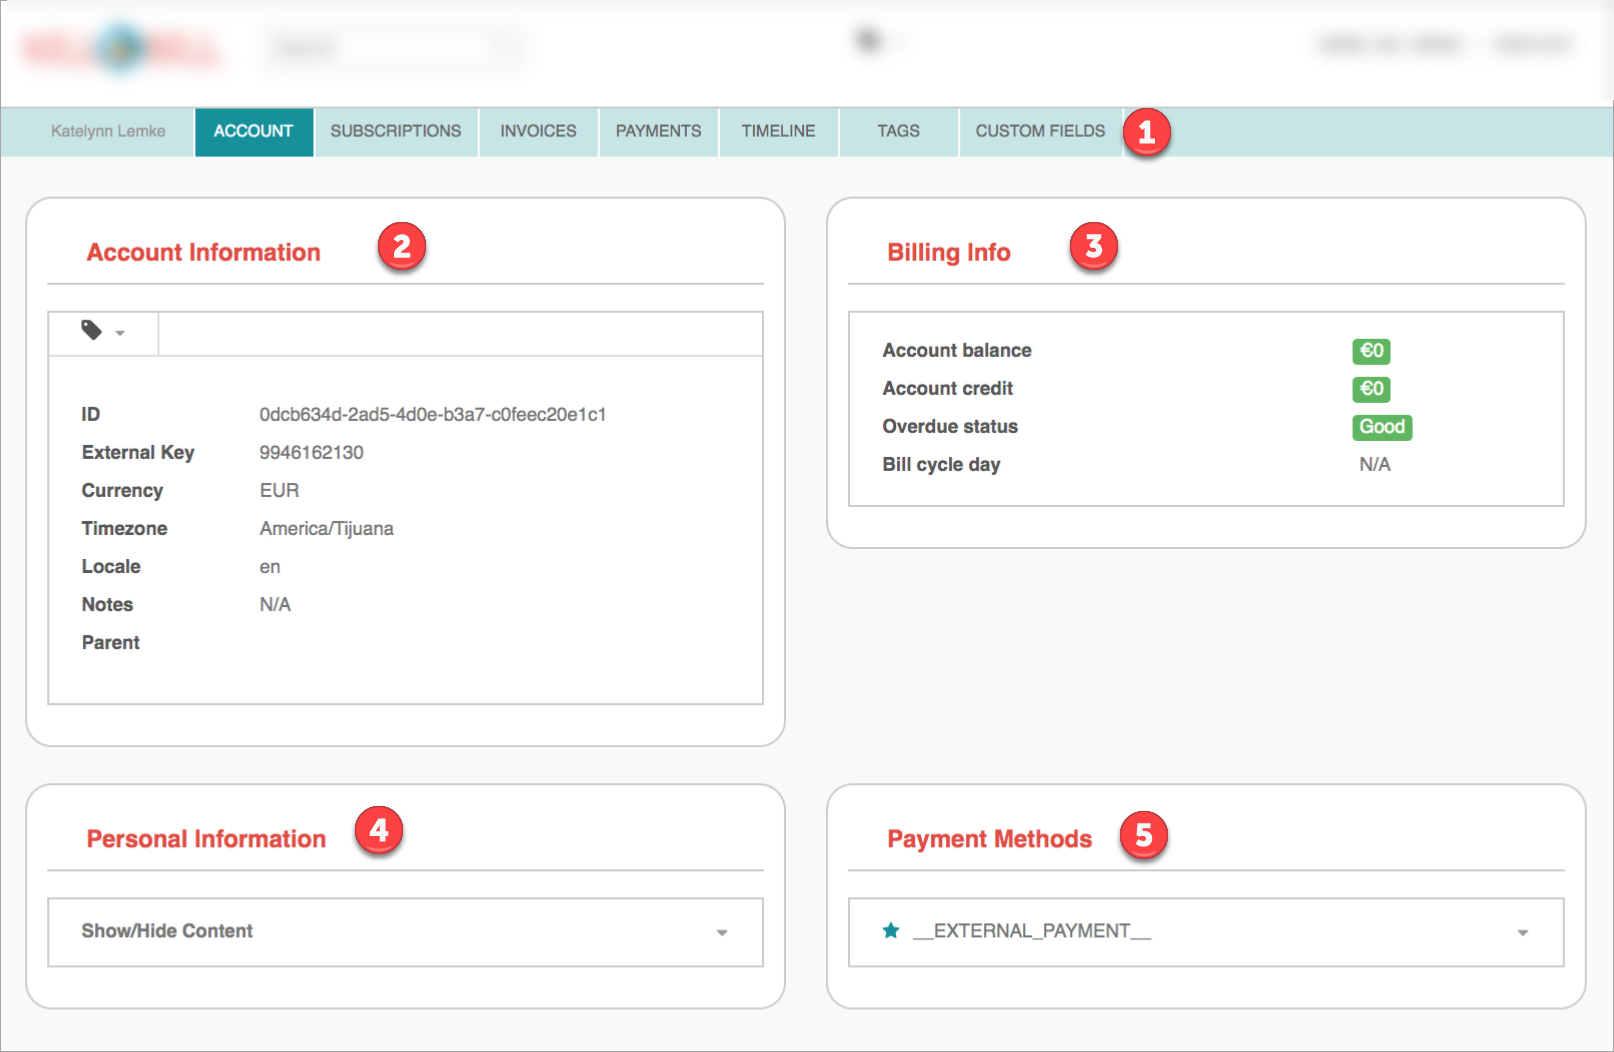 Katelynn Lemke ACCOUNT SUBSCRIPTIONS INVOICES PAYMENTS TIMELINE TAGS CUSTOM FIELDS 1
Account Information 2
ID 0dcb634d-2ad5-4d0e-b3a7-c0feec20e1c1
External Key 9946162130
Currency EUR
Timezone America/Tijuana
Locale en
Notes N/A
Parent
Billing Info 3
Account balance €0
Account credit €0
Overdue status Good
Bill cycle day N/A
Personal Information 4
Show/Hide Content
Payment Methods 5
__EXTERNAL_PAYMENT__